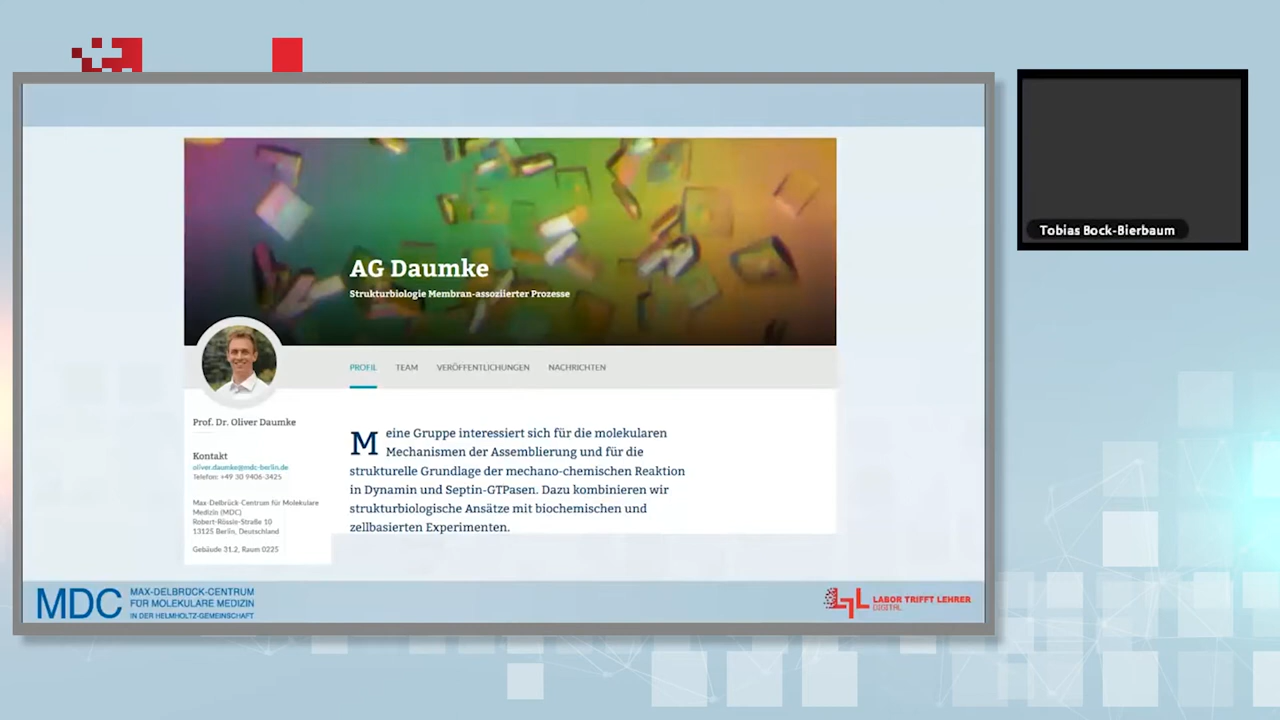 AG Daumke
Strukturbiologie Membran-assoziierter Prozesse
PROFIL TEAM VERÖFFENTLICHUNGEN NACHRICHTEN
Prof. Dr. Oliver Daumke
Kontakt
oliver.daumke@mdc-berlin.de
Telefon: +49 30 9406-3425
Max-Delbrück-Centrum für Molekulare
Medizin (MDC)
Robert-Rössle-Straße 10
13125 Berlin, Deutschland
Gebäude 31.2, Raum 0225
Meine Gruppe interessiert sich für die molekularen
Mechanismen der Assemblierung und für die
strukturelle Grundlage der mechano-chemischen Reaktion
in Dynamin und Septin-GTPasen. Dazu kombinieren wir
strukturbiologische Ansätze mit biochemischen und
zellbasierten Experimenten.
MDC
MAX-DELBRÜCK-CENTRUM
FÜR MOLEKULARE MEDIZIN
IN DER HELMHOLTZ-GEMEINSCHAFT
LTL
LABOR TRIFFT LEHRER
DIGITAL
Tobias Bock-Bierbaum